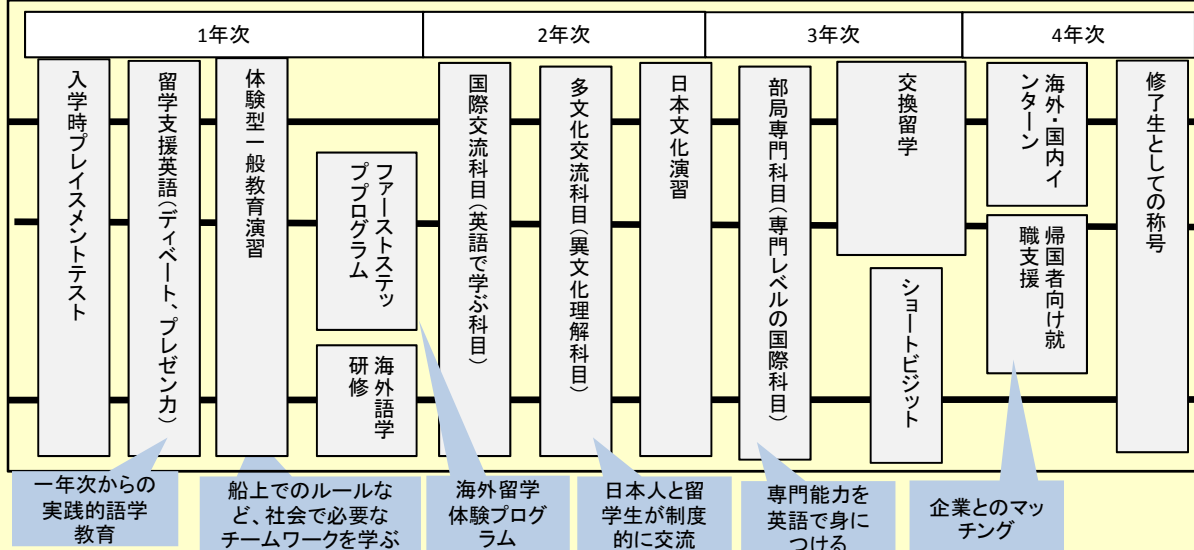 1年次
2年次
3年次
4年次
入学時プレイスメントテスト
留学支援英語(ディベート、プレゼン力)
体験型一般教育演習
ファーストステッ
ププログラム
海外語学
研修
国際交流科目(英語で学ぶ科目)
多文化交流科目(異文化理解科目)
日本文化演習
部局専門科目(専門レベルの国際科目)
交換留学
ショートビジット
海外・国内イ
ンターン
帰国者向け就
職支援
修了生としての称号
一年次からの
実践的語学
教育
船上でのルールな
ど、社会で必要な
チームワークを学ぶ
海外留学
体験プログ
ラム
日本人と留
学生が制度
的に交流
専門能力を
英語で身に
つける
企業とのマッ
チング